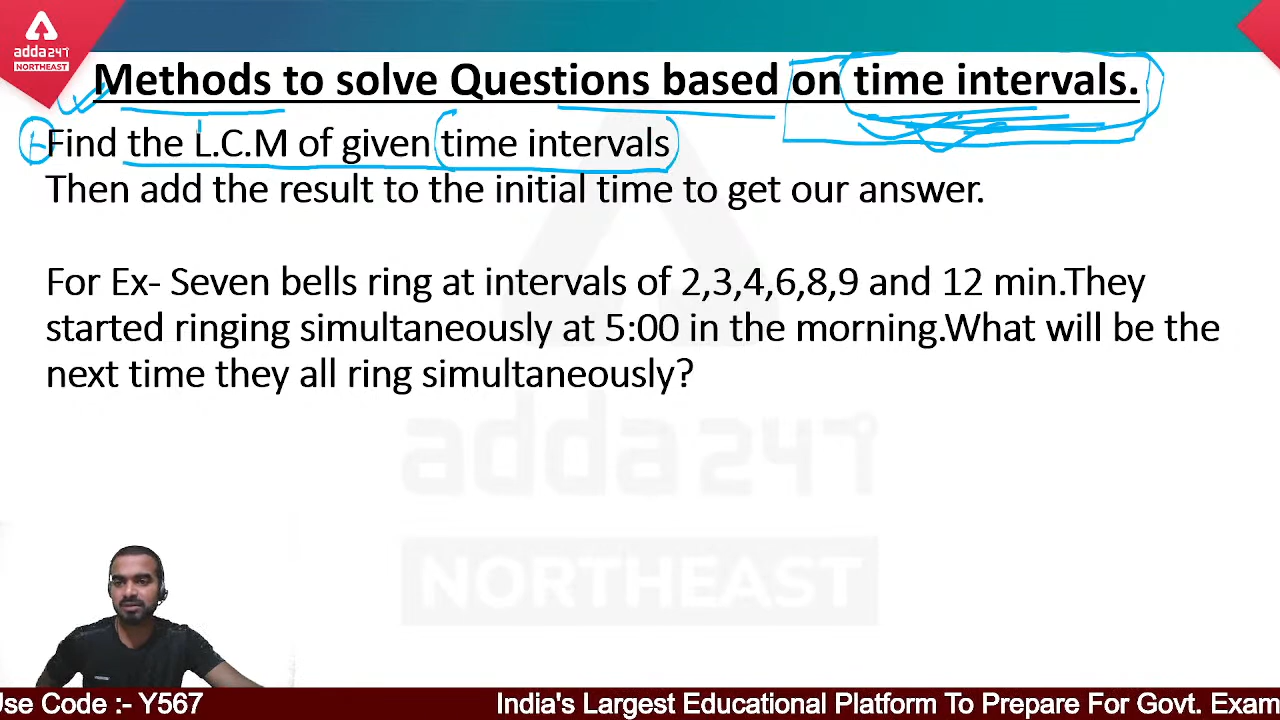 adda247
NORTHEAST
Methods to solve Questions based on time intervals.
Find the L.C.M of given time intervals
Then add the result to the initial time to get our answer.
For Ex- Seven bells ring at intervals of 2,3,4,6,8,9 and 12 min.They
started ringing simultaneously at 5:00 in the morning.What will be the
next time they all ring simultaneously?
adda247
NORTHEAST
Use Code :- Y567
India's Largest Educational Platform To Prepare For Govt. Exam